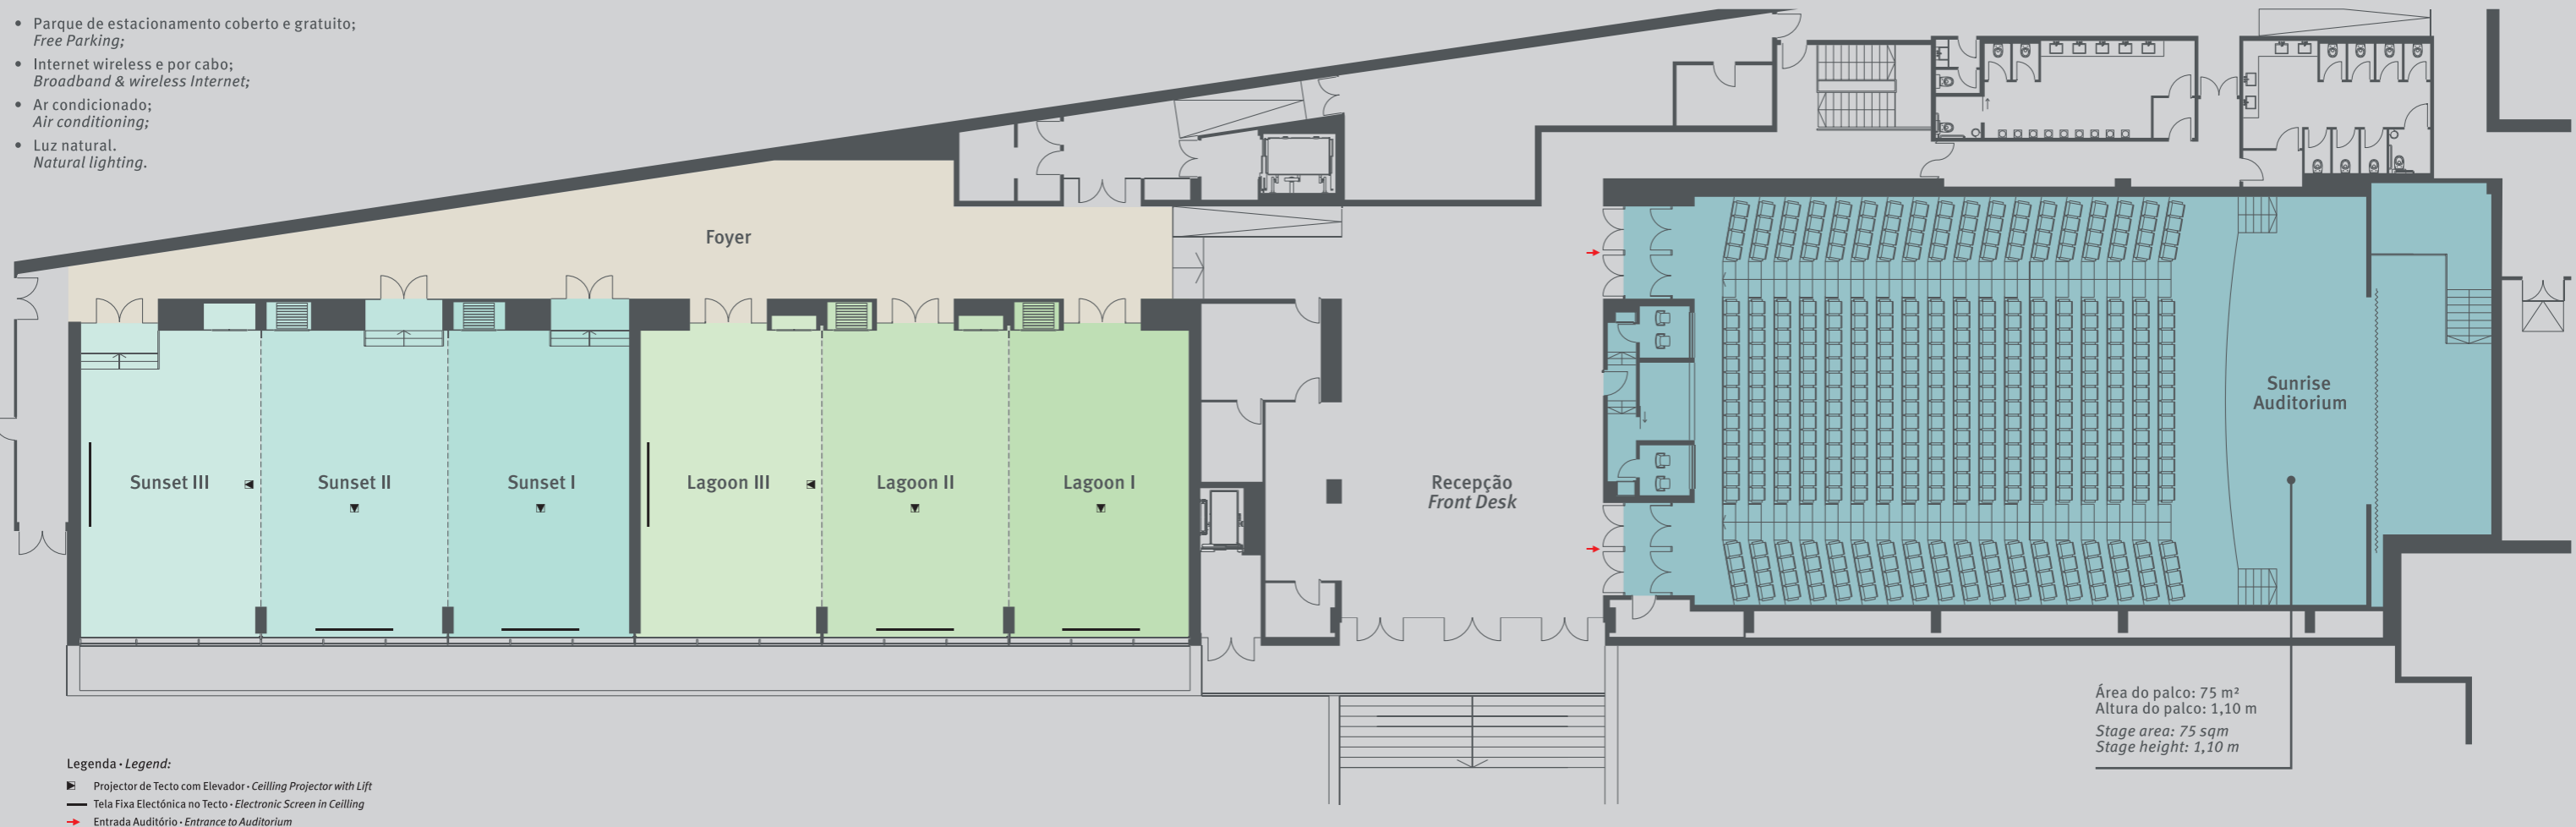 • Parque de estacionamento coberto e gratuito;
Free Parking;
• Internet wireless e por cabo;
Broadband & wireless Internet;
• Ar condicionado;
Air conditioning;
• Luz natural.
Natural lighting.
Foyer
Sunset III
Sunset II
Sunset I
Lagoon III
Lagoon II
Lagoon I
Recepção
Front Desk
Sunrise
Auditorium
Área do palco: 75 m²
Altura do palco: 1,10 m
Stage area: 75 sqm
Stage height: 1,10 m
Legenda • Legend:
Projector de Tecto com Elevador • Ceilling Projector with Lift
Tela Fixa Electónica no Tecto • Electronic Screen in Ceilling
Entrada Auditório • Entrance to Auditorium